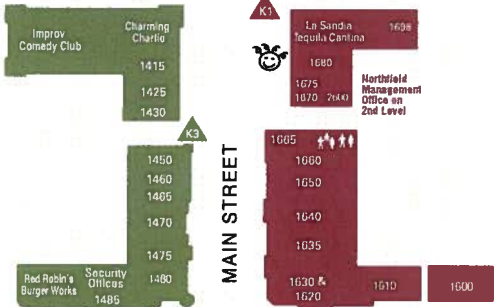 Improv
Comedy Club
Charming
Charlie
1415
1425
1430
K3
1450
1460
1465
1470
1475
1480
Red Robin's
Burger Works
Security
Offices
1485
MAIN STREET
K1
La Sandia
Tequila Cantina
1698
1680
1675
1670 2600
Northfield
Management
Office on
2nd Level
1665
1660
1650
1640
1635
1630 &
1620
1610
1600